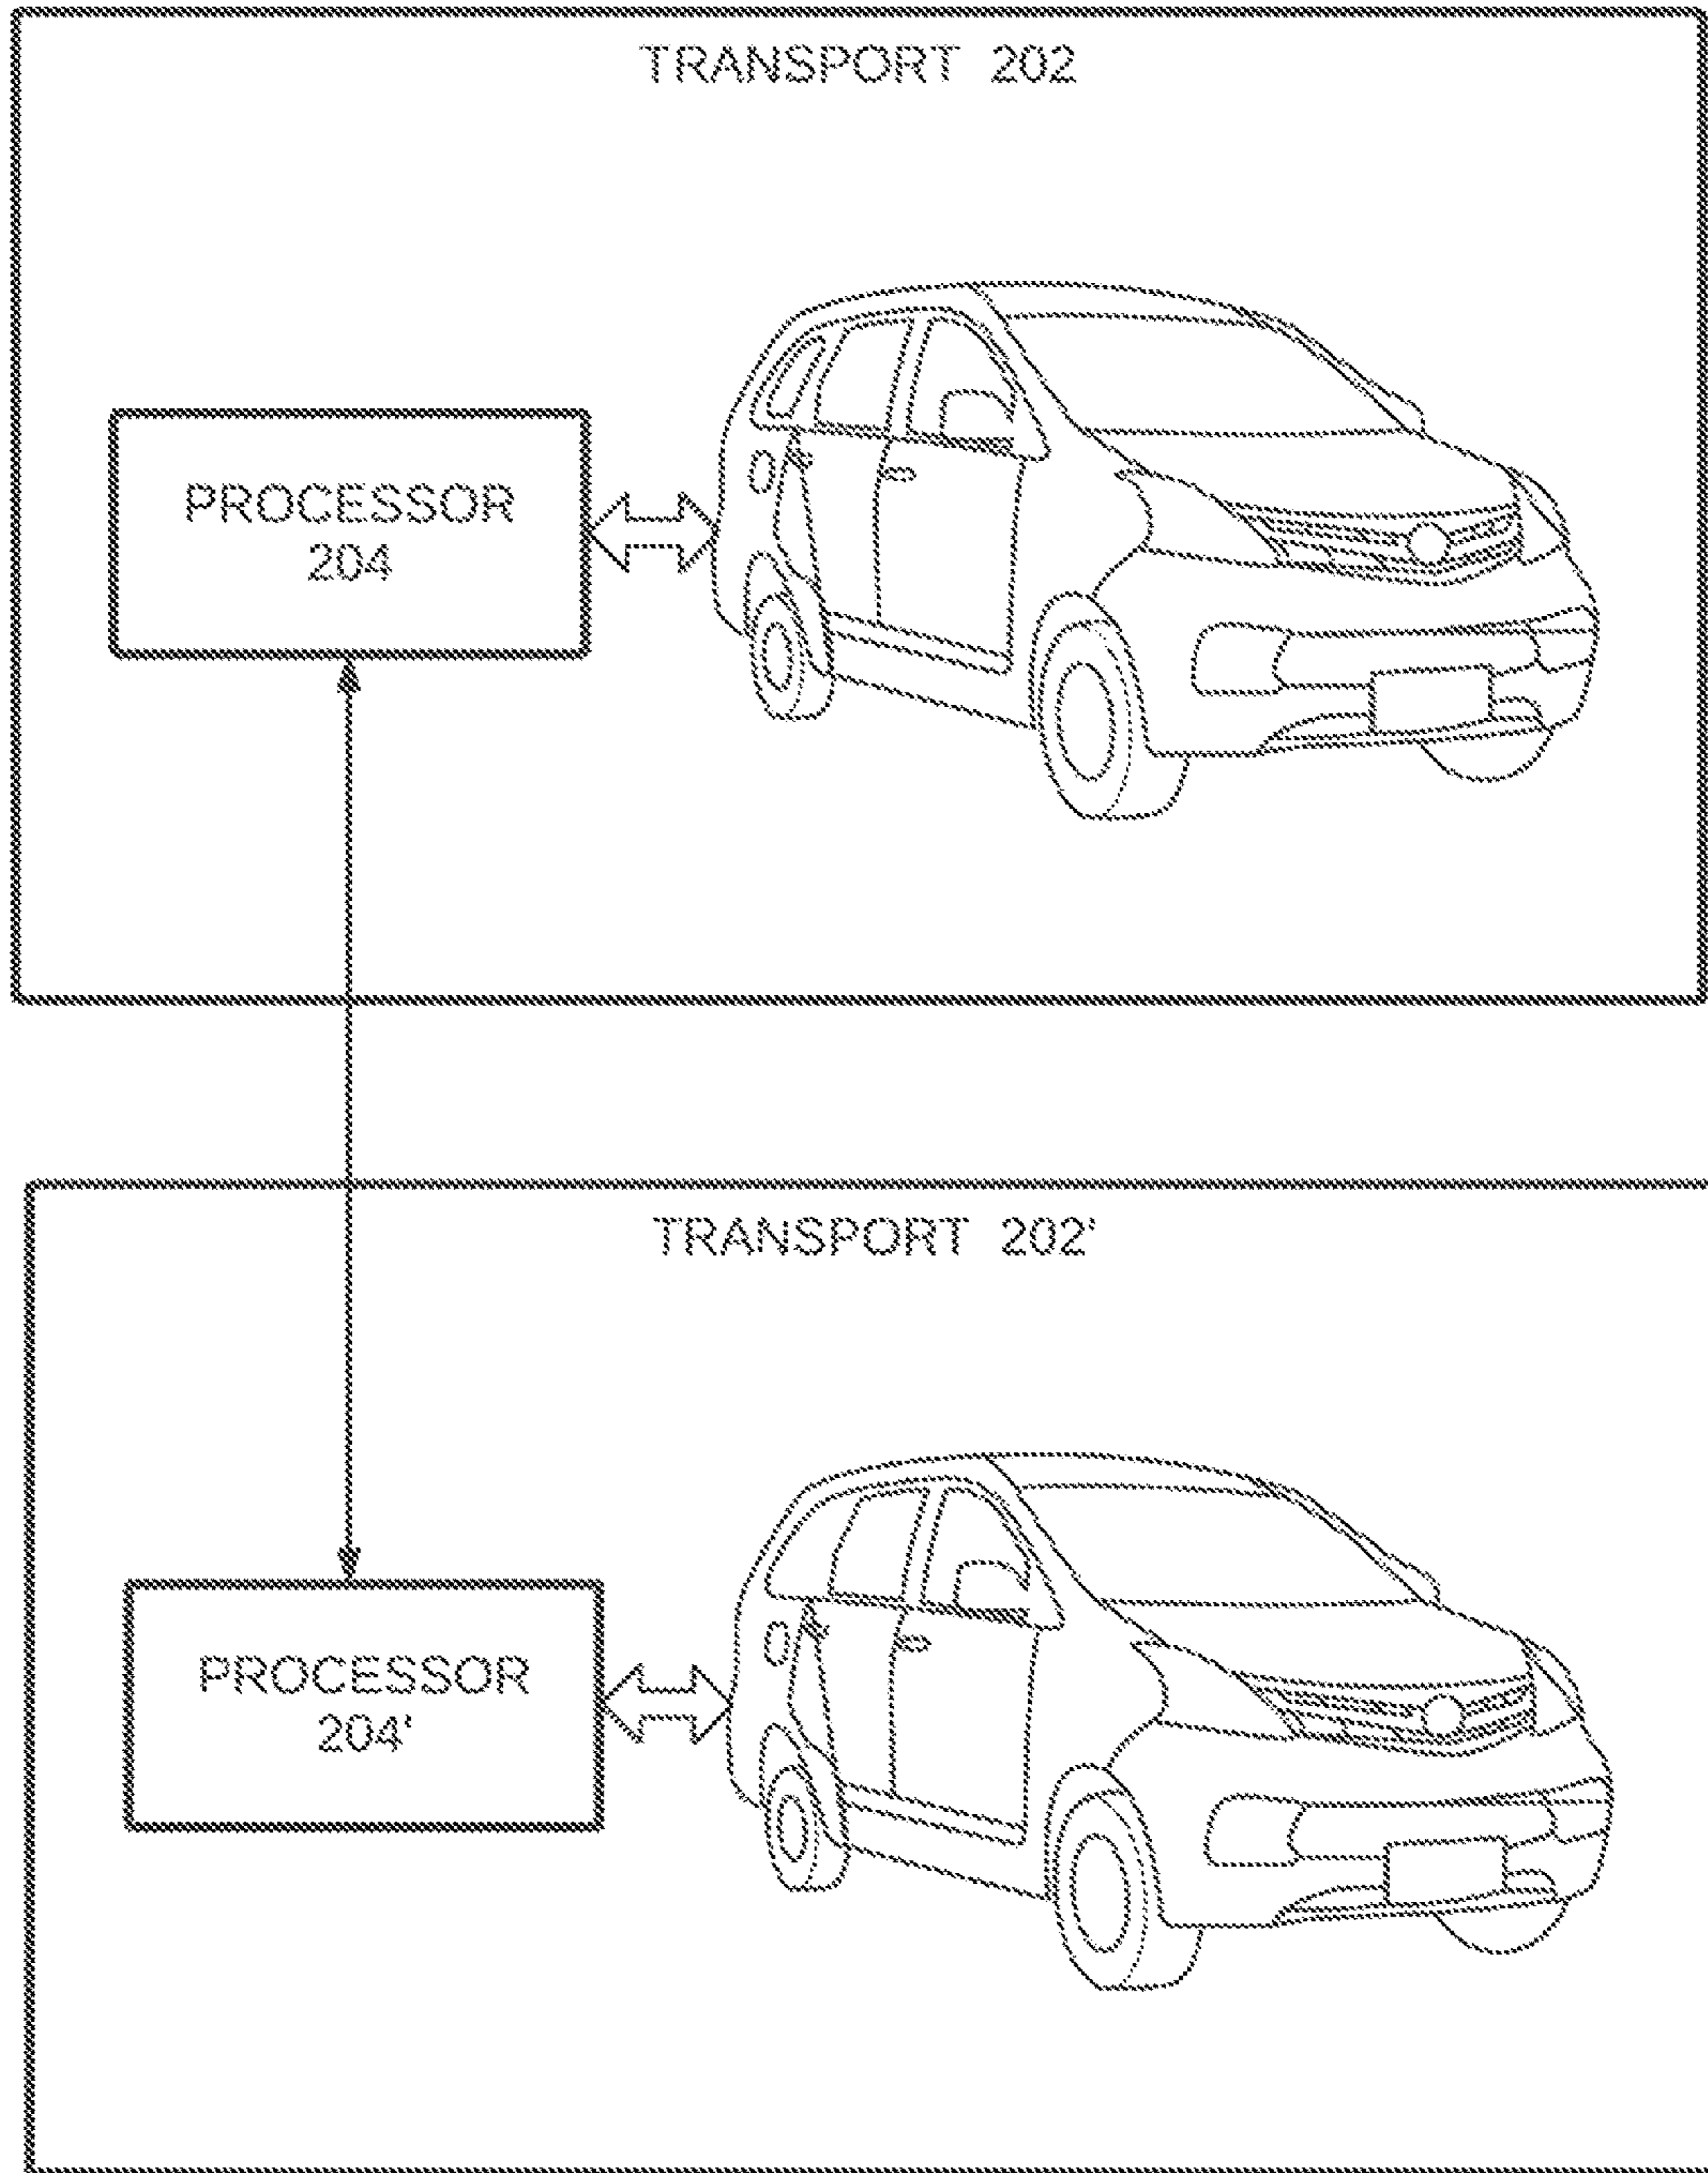 TRANSPORT 202
PROCESSOR
204
TRANSPORT 202'
PROCESSOR
204'